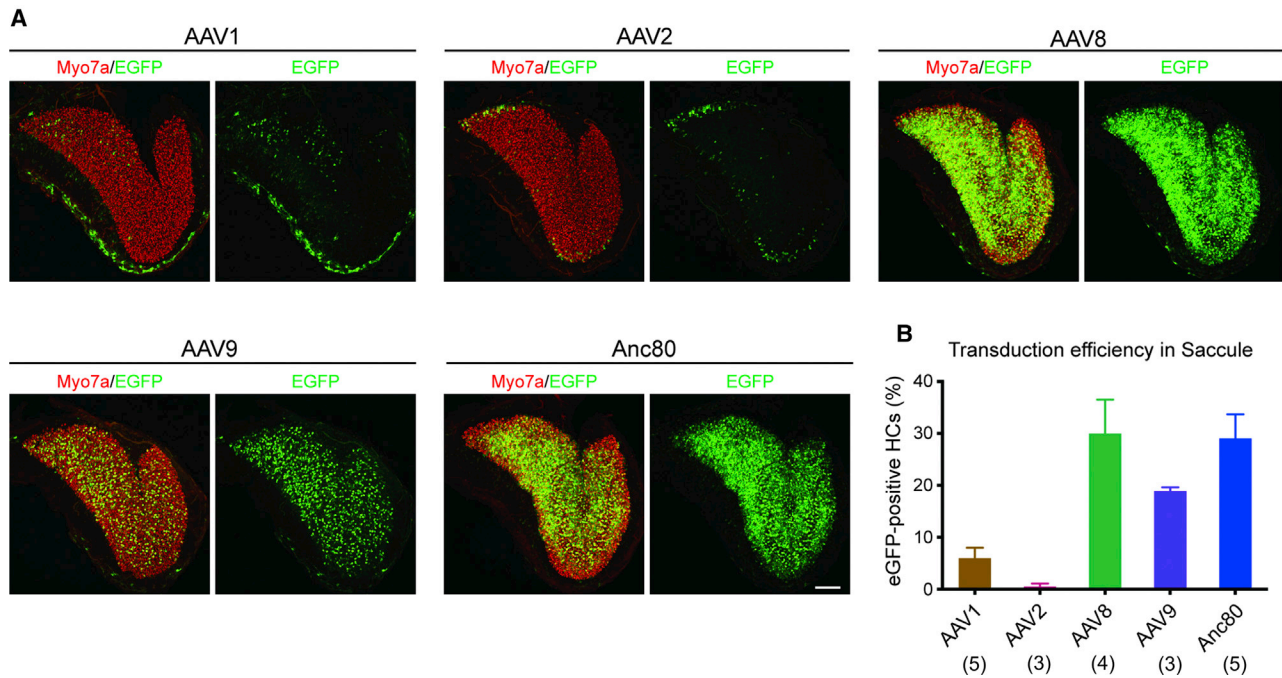 A
AAV1
Myo7a/EGFP EGFP
AAV2
Myo7a/EGFP EGFP
AAV8
Myo7a/EGFP EGFP
AAV9
Myo7a/EGFP EGFP
Anc80
Myo7a/EGFP EGFP
B
Transduction efficiency in Saccule
eGFP-positive HCs (%)
40
30
20
10
0
AAV1 AAV2 AAV8 AAV9 Anc80
(5) (3) (4) (3) (5)